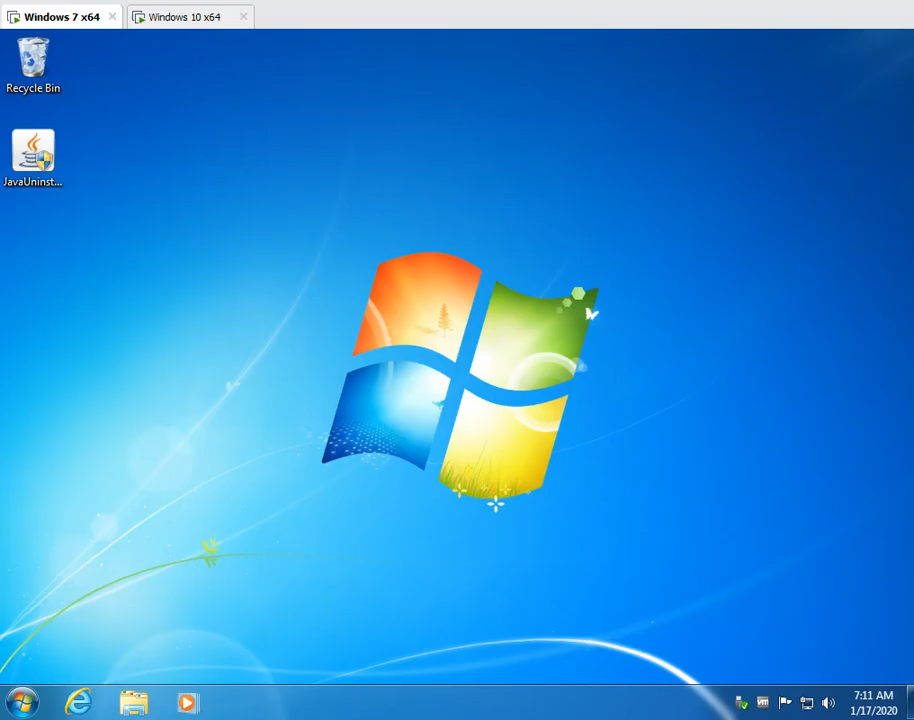 Windows 7 x64
Windows 10 x64
Recycle Bin
JavaUninst...
7:11 AM
1/17/2020